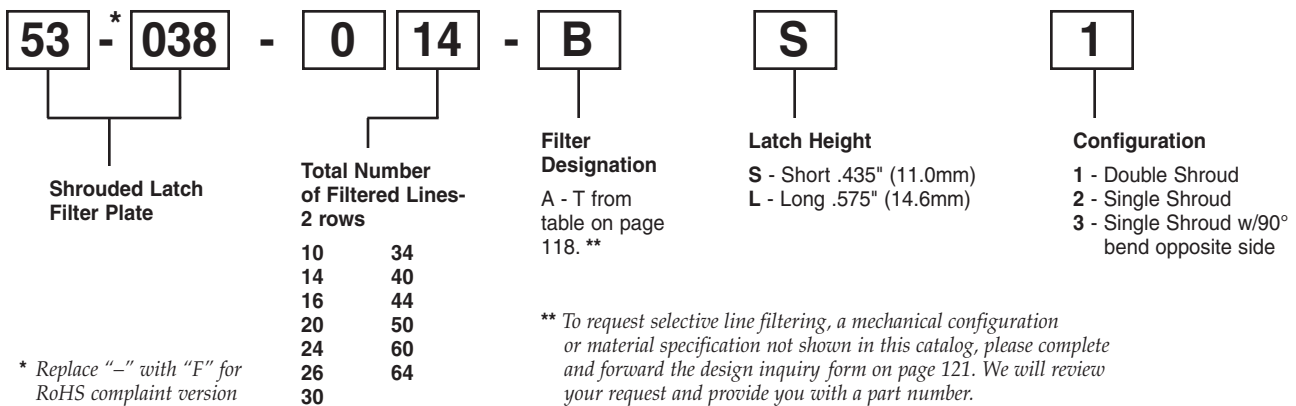 53 -* 038 - 0 14 - B S 1
Shrouded Latch
Filter Plate
Total Number
of Filtered Lines-
2 rows
10 34
14 40
16 44
20 50
24 60
26 64
30
Filter
Designation
A - T from
table on page
118. **
Latch Height
S - Short .435" (11.0mm)
L - Long .575" (14.6mm)
Configuration
1 - Double Shroud
2 - Single Shroud
3 - Single Shroud w/90°
bend opposite side
* Replace “–” with “F” for
RoHS complaint version
** To request selective line filtering, a mechanical configuration
or material specification not shown in this catalog, please complete
and forward the design inquiry form on page 121. We will review
your request and provide you with a part number.